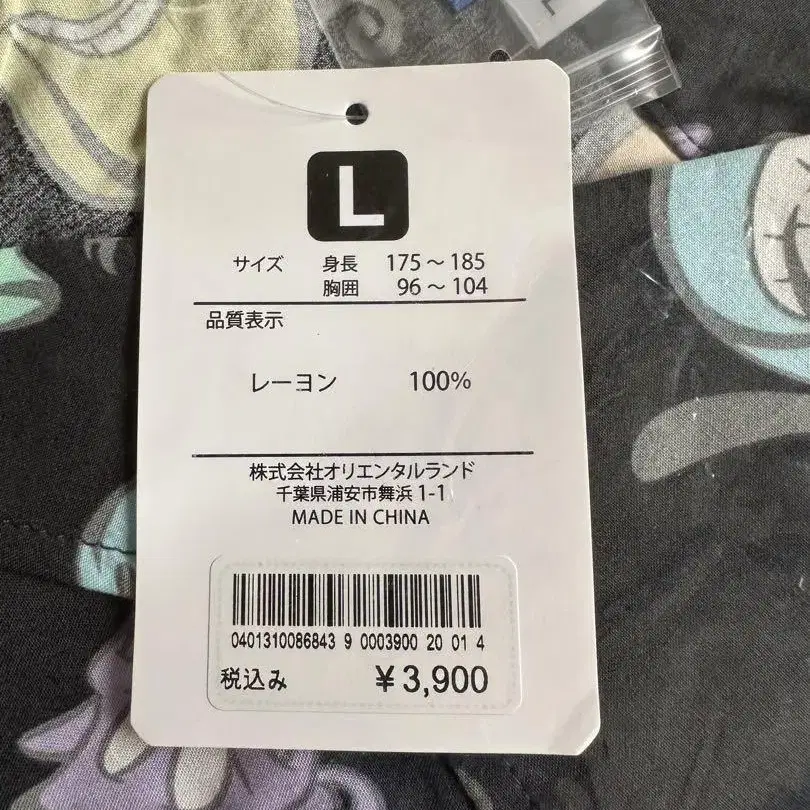 L
L
サイズ 身長 175～185
胸囲 96～104
品質表示
レーヨン 100%
株式会社オリエンタルランド
千葉県浦安市舞浜 1-1
MADE IN CHINA
0401310086843 9 0003900 20 01 4
税込み ¥3,900